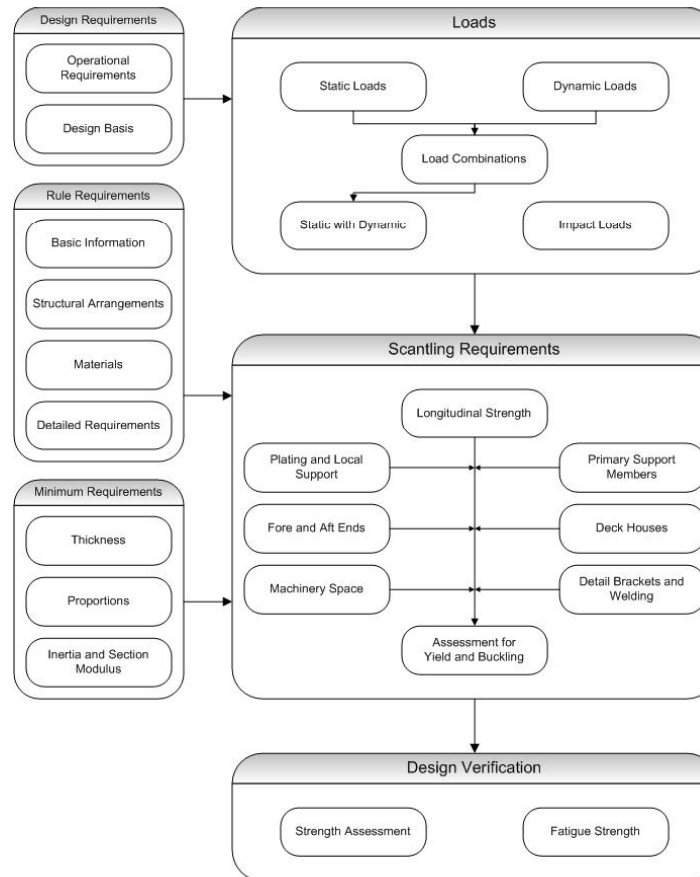 Design Requirements
Operational
Requirements
Design Basis
Rule Requirements
Basic Information
Structural Arrangements
Materials
Detailed Requirements
Minimum Requirements
Thickness
Proportions
Inertia and Section
Modulus
Loads
Static Loads
Dynamic Loads
Load Combinations
Static with Dynamic
Impact Loads
Scantling Requirements
Longitudinal Strength
Plating and Local
Support
Primary Support
Members
Fore and Aft Ends
Deck Houses
Machinery Space
Detail Brackets and
Welding
Assessment for
Yield and Buckling
Design Verification
Strength Assessment
Fatigue Strength